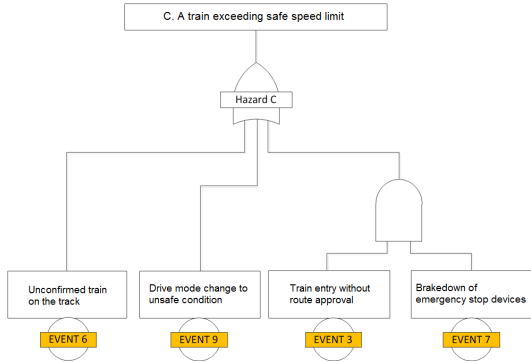 C. A train exceeding safe speed limit
Hazard C
Unconfirmed train
on the track
Drive mode change to
unsafe condition
Train entry without
route approval
Brakedown of
emergency stop devices
EVENT 6
EVENT 9
EVENT 3
EVENT 7